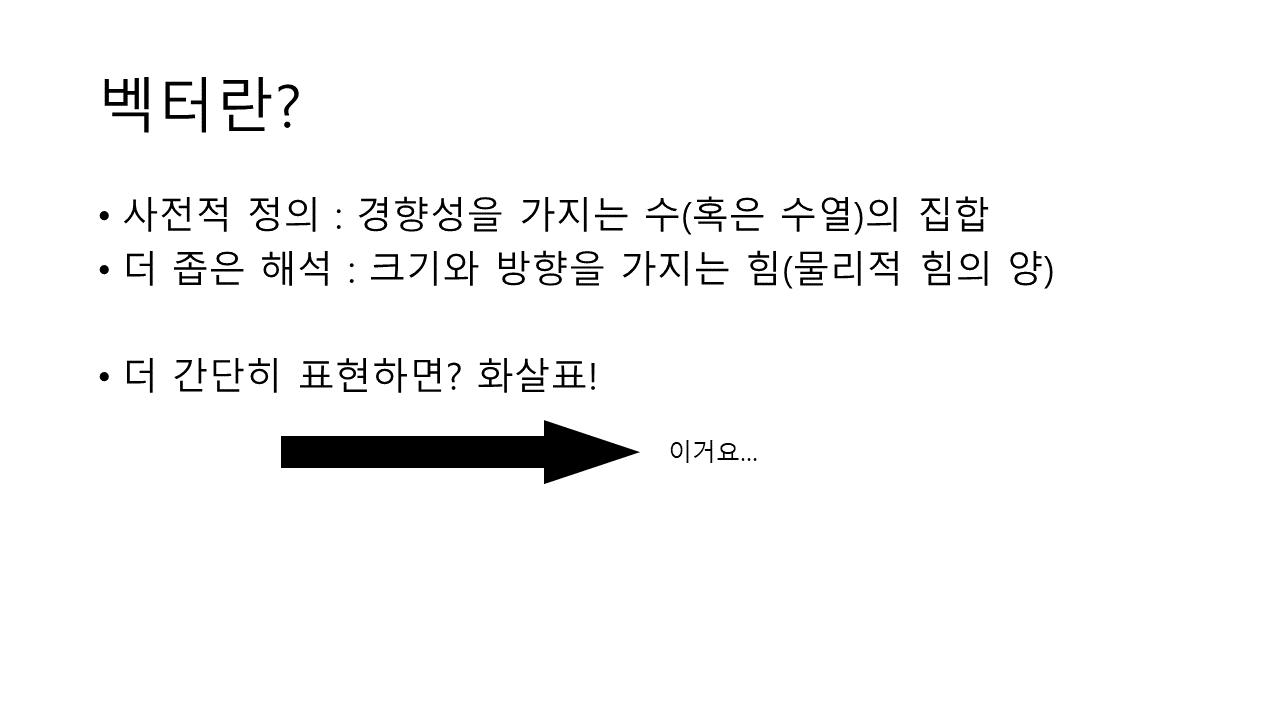 벡터란?
• 사전적 정의 : 경향성을 가지는 수(혹은 수열)의 집합
• 더 좁은 해석 : 크기와 방향을 가지는 힘(물리적 힘의 양)
• 더 간단히 표현하면? 화살표!
이거요...